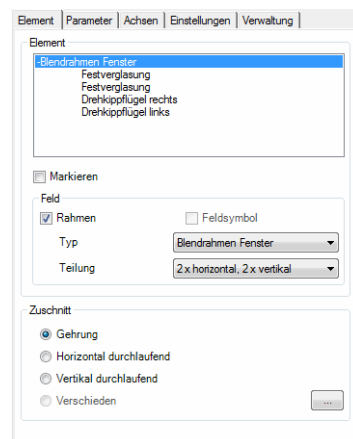 Element Parameter Achsen Einstellungen Verwaltung
Element
-Blendrahmen Fenster
Festverglasung
Festverglasung
Drehkippflügel rechts
Drehkippflügel links
Markieren
Feld
Rahmen Feldsymbol
Typ Blendrahmen Fenster
Teilung 2 x horizontal, 2 x vertikal
Zuschnitt
Gehrung
Horizontal durchlaufend
Vertikal durchlaufend
Verschieden ...